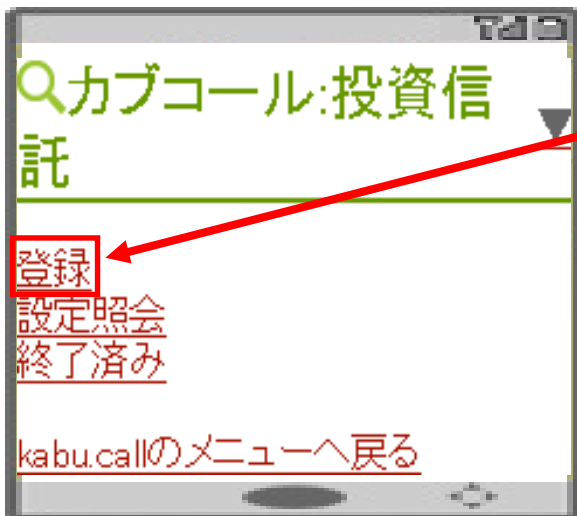 カブコール:投資信
託
登録
設定照会
終了済み
kabu.callのメニューへ戻る